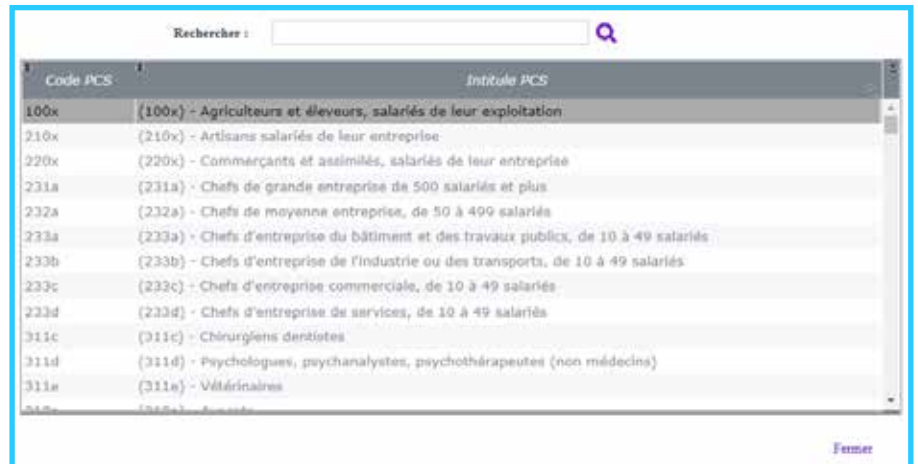 Rechercher :
Code PCS Intitule PCS
100x (100x) - Agriculteurs et éleveurs, salariés de leur exploitation
210x (210x) - Artisans salariés de leur entreprise
220x (220x) - Commerçants et assimilés, salariés de leur entreprise
231a (231a) - Chefs de grande entreprise de 500 salariés et plus
232a (232a) - Chefs de moyenne entreprise, de 50 à 499 salariés
233a (233a) - Chefs d'entreprise du bâtiment et des travaux publics, de 10 à 49 salariés
233b (233b) - Chefs d'entreprise de l'industrie ou des transports, de 10 à 49 salariés
233c (233c) - Chefs d'entreprise commerciale, de 10 à 49 salariés
233d (233d) - Chefs d'entreprise de services, de 10 à 49 salariés
311c (311c) - Chirurgiens dentistes
311d (311d) - Psychologues, psychanalystes, psychothérapeutes (non médecins)
311e (311e) - Vétérinaires
Fermer